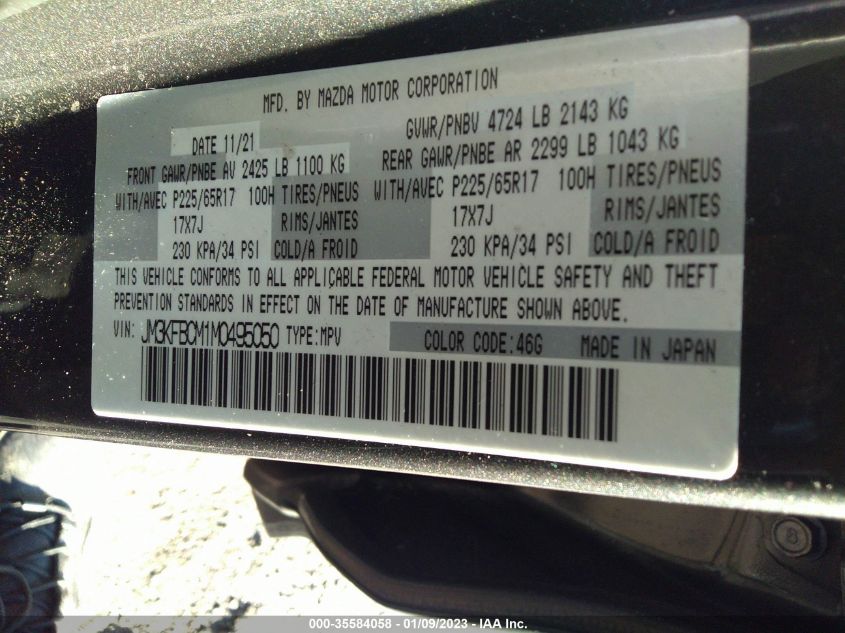 MFD. BY MAZDA MOTOR CORPORATION
DATE 11/21 GVWR/PNBV 4724 LB 2143 KG
FRONT GAWR/PNBE AV 2425 LB 1100 KG REAR GAWR/PNBE AR 2299 LB 1043 KG
WITH/AVEC P225/65R17 100H TIRES/PNEUS WITH/AVEC P225/65R17 100H TIRES/PNEUS
17X7J RIMS/JANTES 17X7J RIMS/JANTES
230 KPA/34 PSI COLD/A FROID 230 KPA/34 PSI COLD/A FROID
THIS VEHICLE CONFORMS TO ALL APPLICABLE FEDERAL MOTOR VEHICLE SAFETY AND THEFT
PREVENTION STANDARDS IN EFFECT ON THE DATE OF MANUFACTURE SHOWN ABOVE.
VIN: JM3KFBCM1M0495050 TYPE:MPV COLOR CODE:46G MADE IN JAPAN
000-35584058 - 01/09/2023 - IAA Inc.